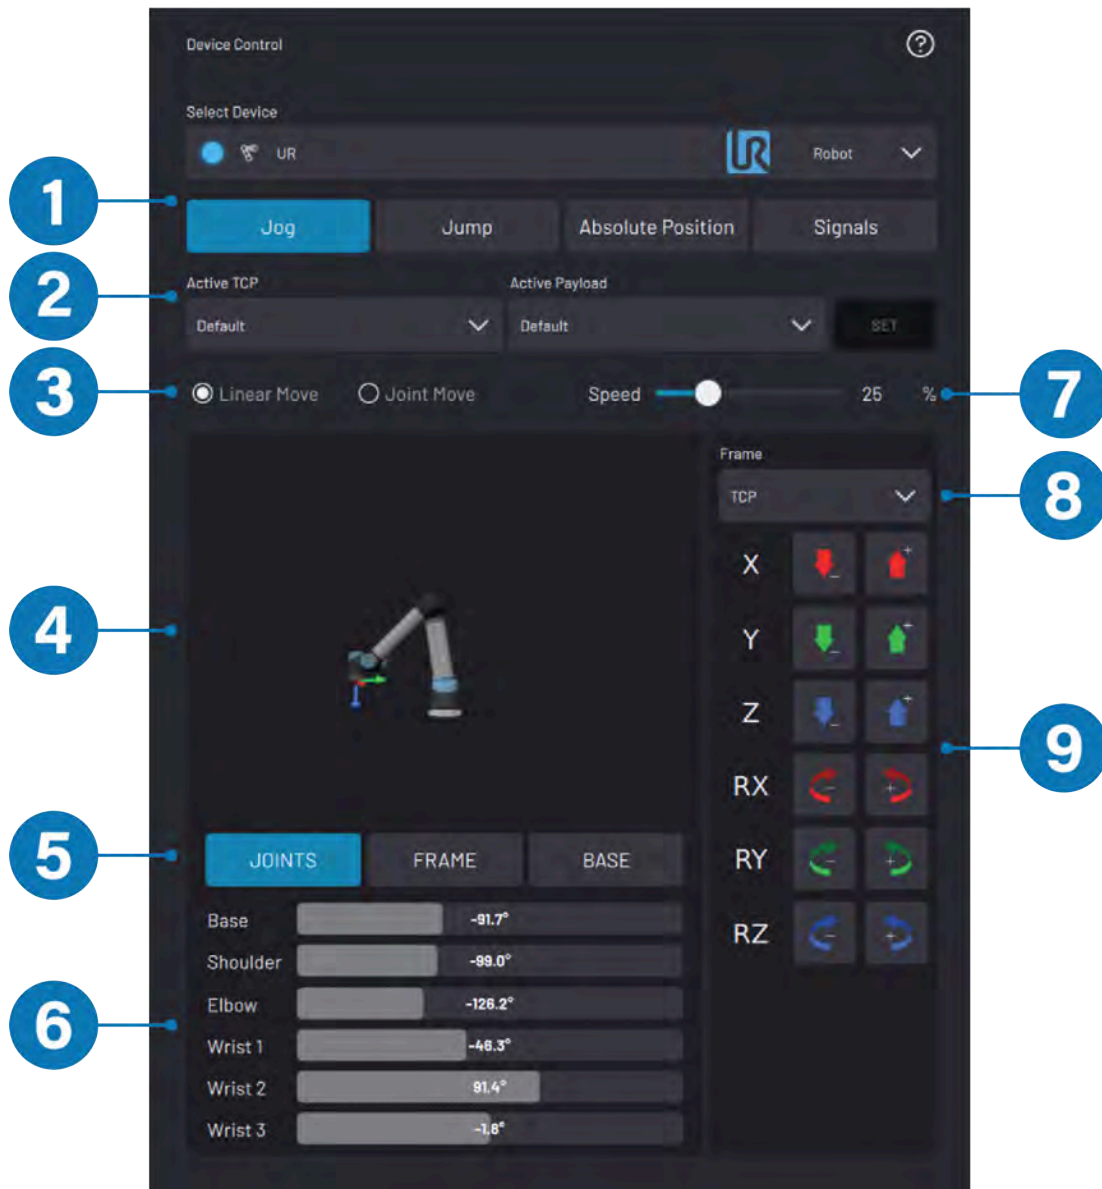 Device Control
?
Select Device
UR
UR
Robot
1
Jog
Jump
Absolute Position
Signals
2
Active TCP
Active Payload
Default
Default
SET
3
Linear Move
Joint Move
Speed
25
%
7
Frame
TCP
8
4
X
-
+
Y
-
+
Z
-
+
9
RX
-
+
5
JOINTS
FRAME
BASE
RY
-
+
RZ
-
+
6
Base
-91.7°
Shoulder
-99.0°
Elbow
-126.2°
Wrist 1
-46.3°
Wrist 2
91.4°
Wrist 3
-1.8°